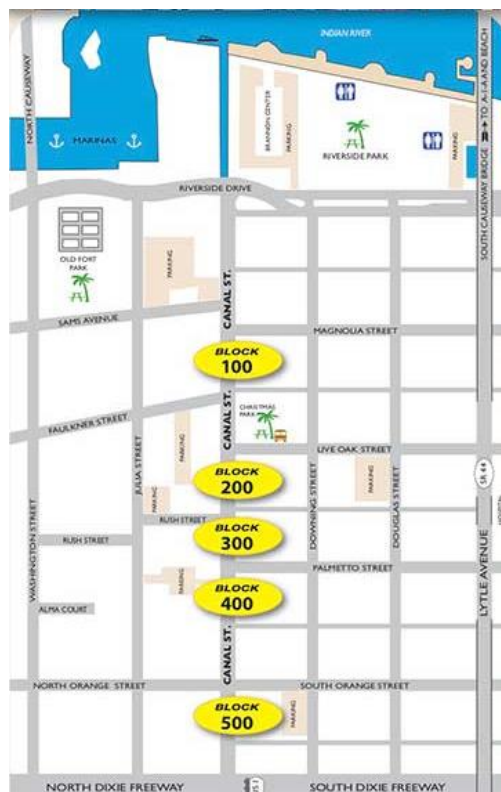 INDIAN RIVER
NORTH CAUSEWAY
MARINAS
BRANNON CENTER
PARKING
RIVERSIDE PARK
PARKING
SOUTH CAUSEWAY BRIDGE
TO A-1-A AND BEACH
RIVERSIDE DRIVE
OLD FORT
PARK
PARKING
CANAL ST.
SAMS AVENUE
MAGNOLIA STREET
BLOCK
100
CANAL ST.
CHRISTMAS
PARK
FAULKNER STREET
JULIA STREET
PARKING
LIVE OAK STREET
BLOCK
200
PARKING
SR 44
DOWNING STREET
DOUGLAS STREET
WASHINGTON STREET
PARKING
RUSH STREET
BLOCK
300
RUSH STREET
PALMETTO STREET
LYTLE AVENUE
PARKING
BLOCK
400
ALMA COURT
CANAL ST.
NORTH ORANGE STREET
SOUTH ORANGE STREET
BLOCK
500
PARKING
NORTH DIXIE FREEWAY
SOUTH DIXIE FREEWAY